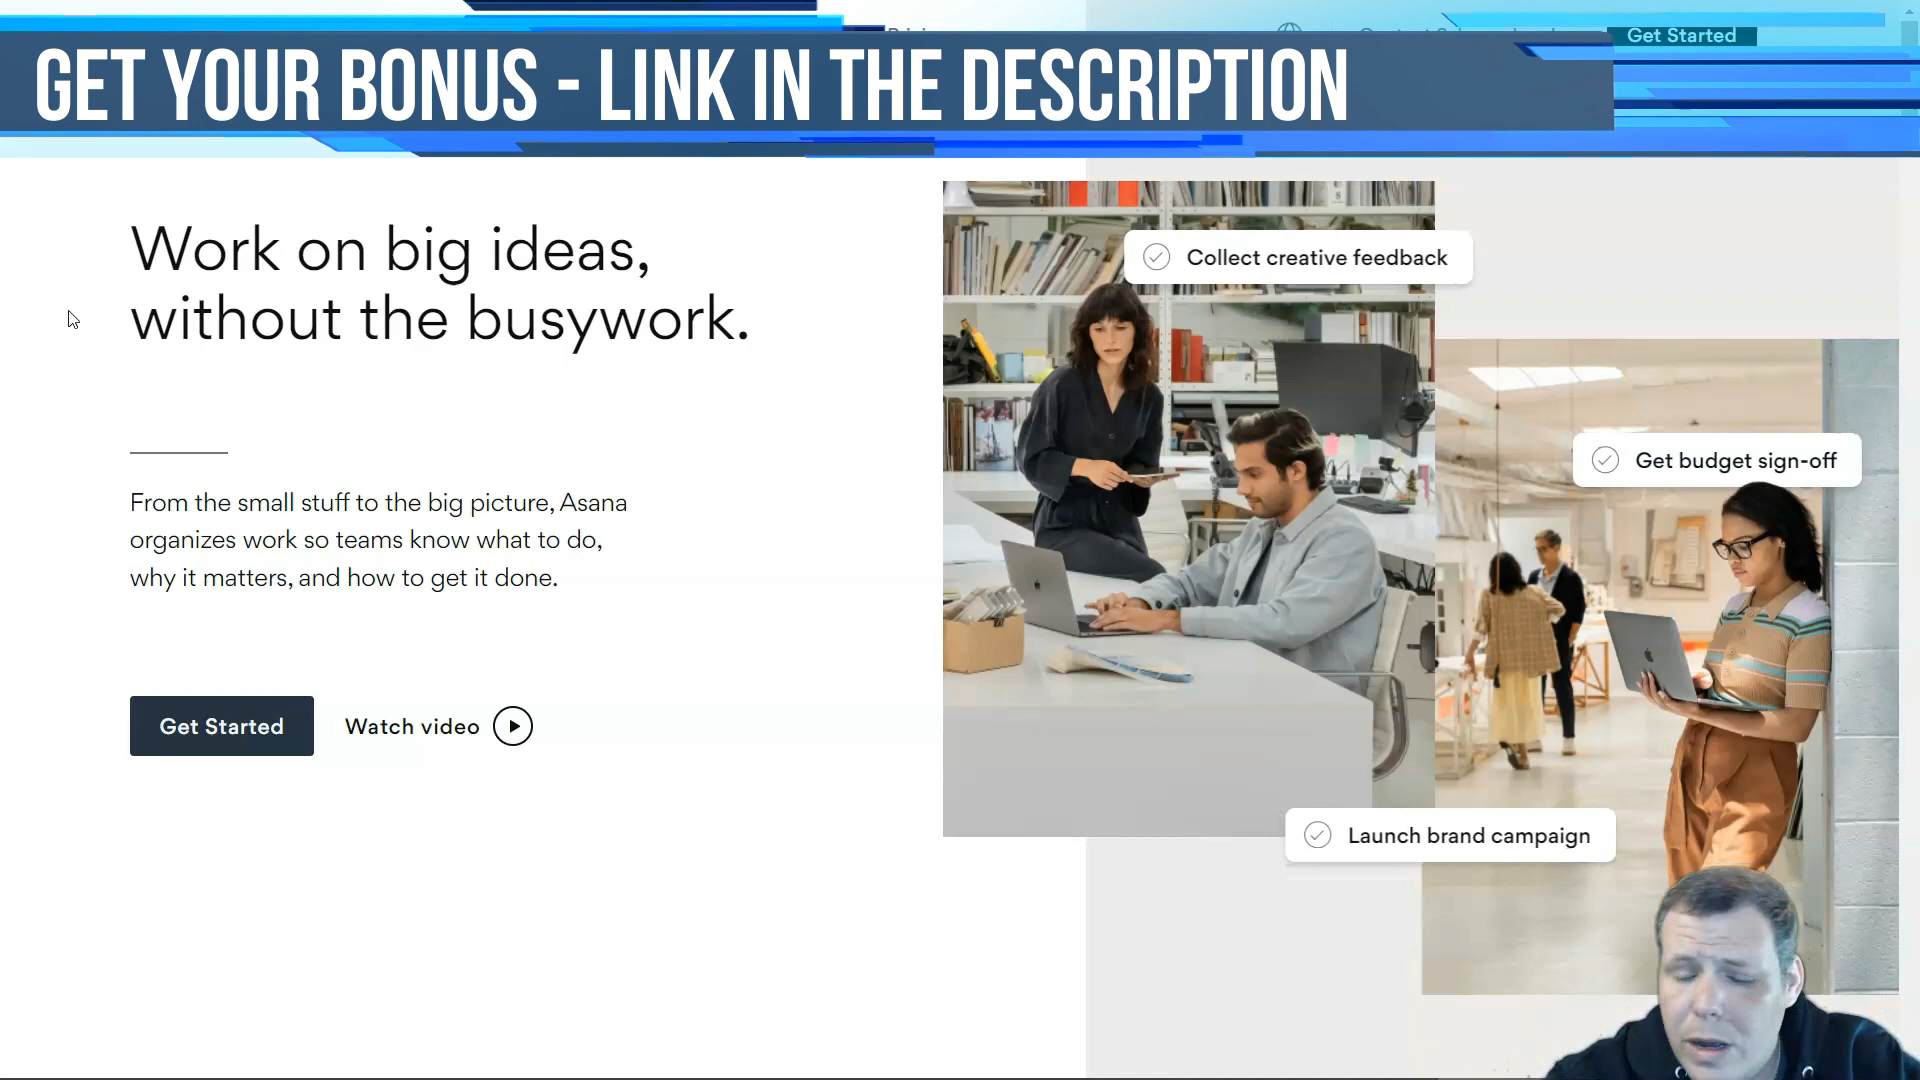 Get Started
GET YOUR BONUS - LINK IN THE DESCRIPTION
Work on big ideas,
without the busywork.
From the small stuff to the big picture, Asana
organizes work so teams know what to do,
why it matters, and how to get it done.
Get Started
Watch video
Collect creative feedback
Get budget sign-off
Launch brand campaign